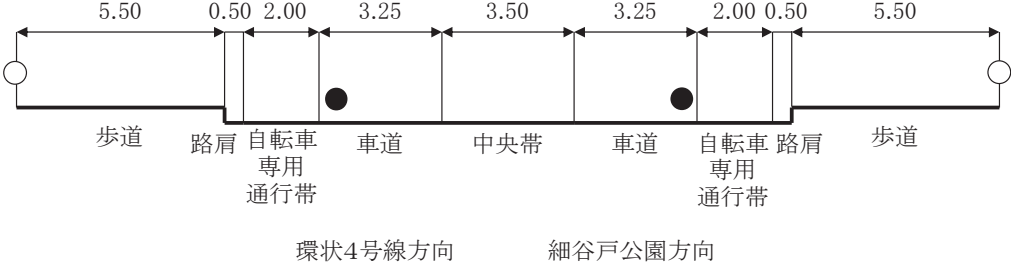 5.50 0.50 2.00 3.25 3.50 3.25 2.00 0.50 5.50
歩道 路肩 自転車専用通行帯 車道 中央帯 車道 自転車専用通行帯 路肩 歩道
環状4号線方向 細谷戸公園方向